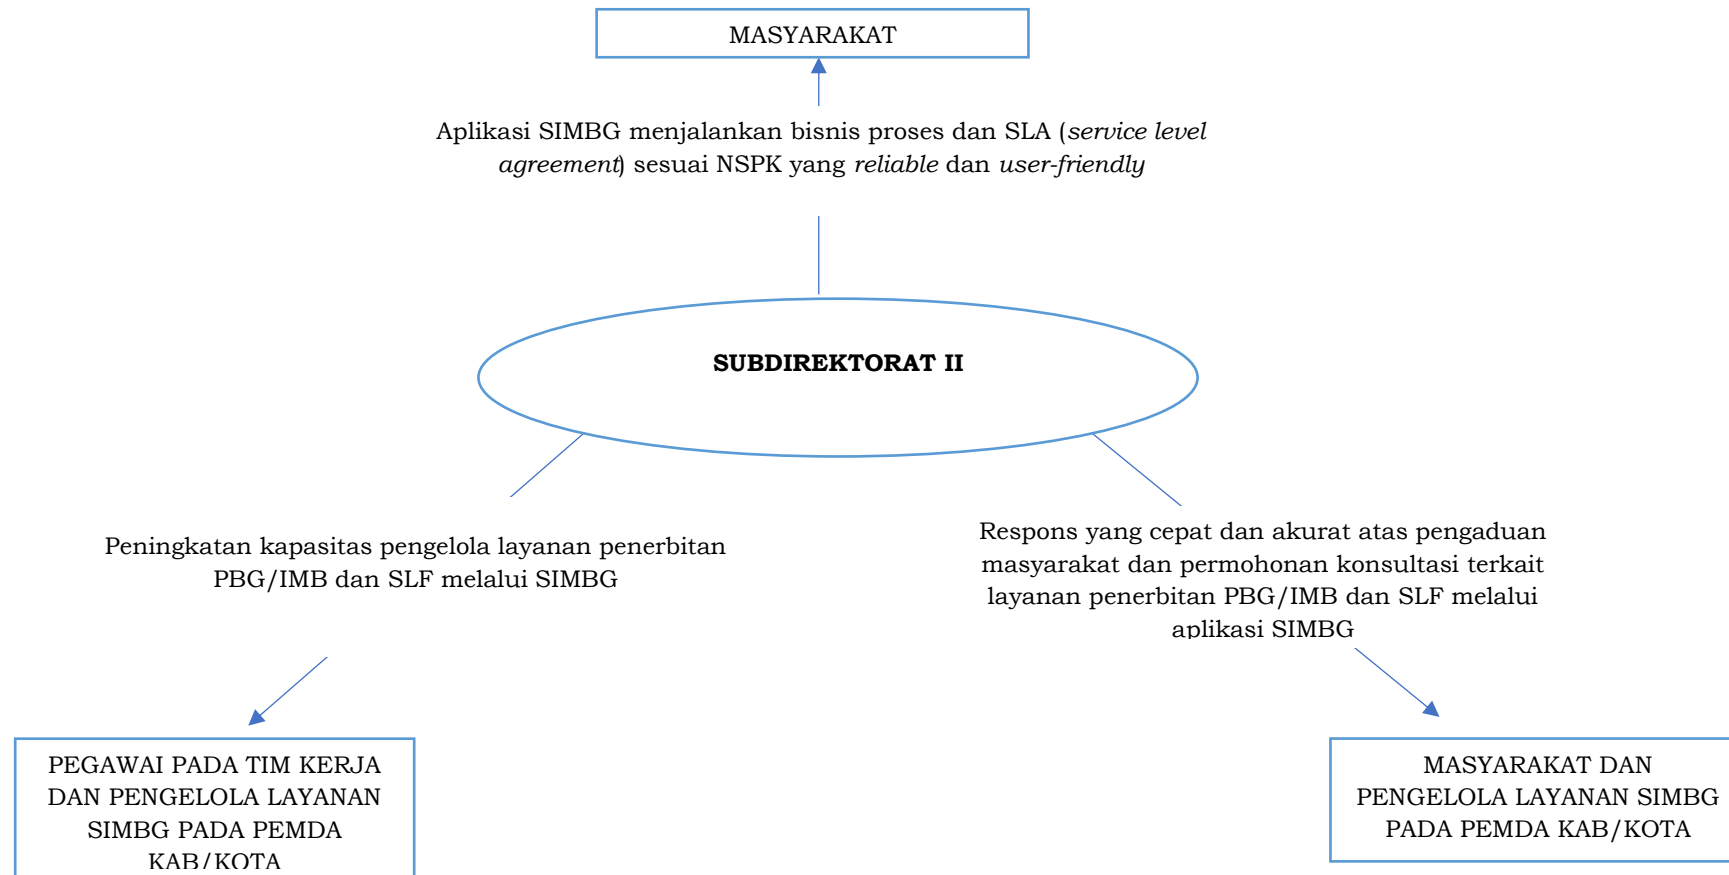 MASYARAKAT
Aplikasi SIMBG menjalankan bisnis proses dan SLA (service level
agreement) sesuai NSPK yang reliable dan user-friendly
SUBDIREKTORAT II
Peningkatan kapasitas pengelola layanan penerbitan
PBG/IMB dan SLF melalui SIMBG
Respons yang cepat dan akurat atas pengaduan
masyarakat dan permohonan konsultasi terkait
layanan penerbitan PBG/IMB dan SLF melalui
aplikasi SIMBG
PEGAWAI PADA TIM KERJA
DAN PENGELOLA LAYANAN
SIMBG PADA PEMDA
KAB/KOTA
MASYARAKAT DAN
PENGELOLA LAYANAN SIMBG
PADA PEMDA KAB/KOTA